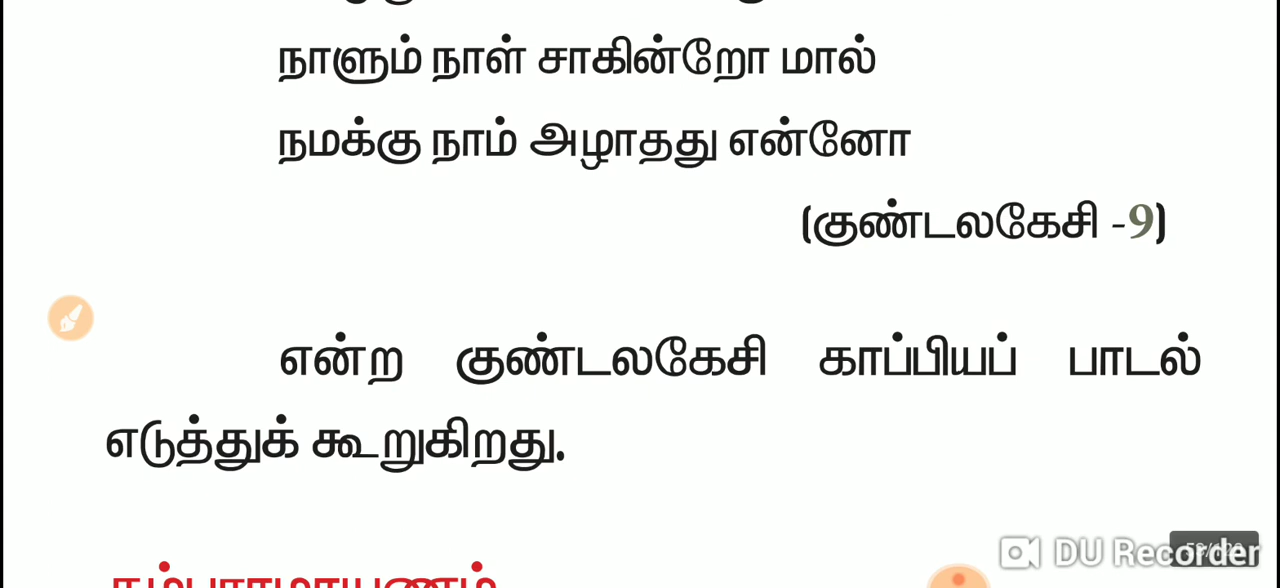 நாளும் நாள் சாகின்றோ மால்
நமக்கு நாம் அழாதது என்னோ
(குண்டலகேசி -9)
என்ற குண்டலகேசி காப்பியப் பாடல்
எடுத்துக் கூறுகிறது.
DU Recorder